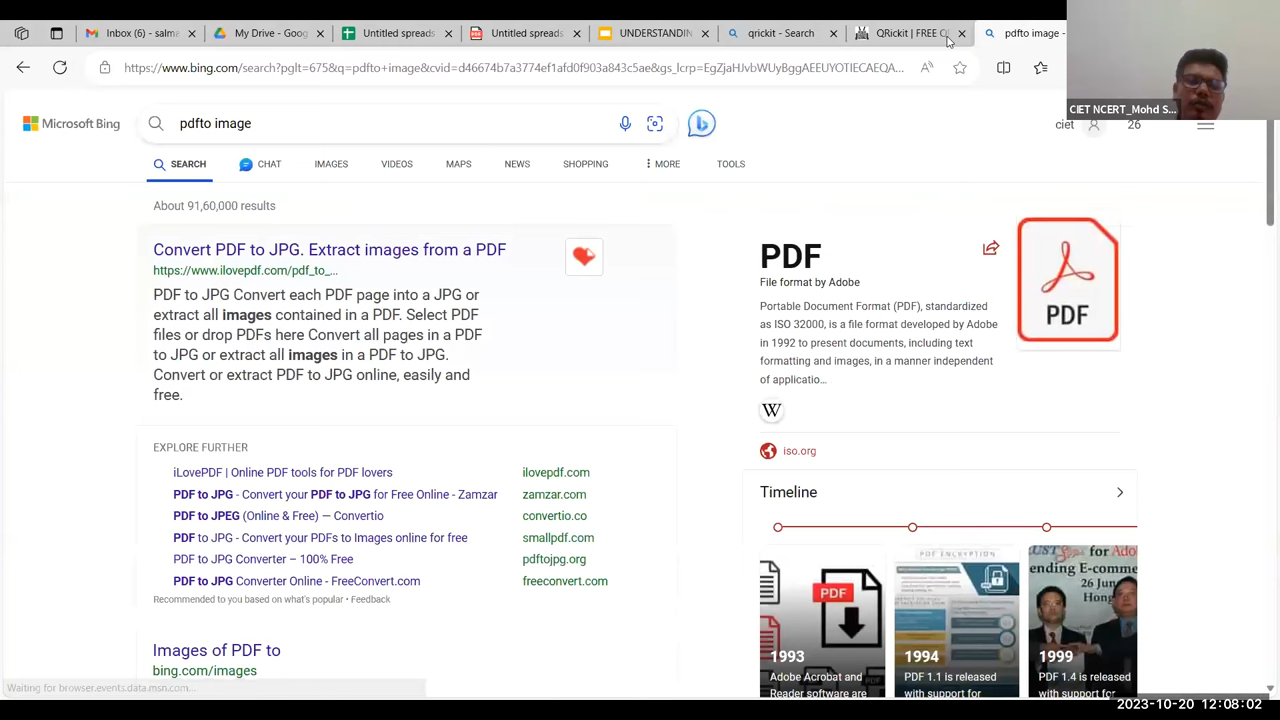 Inbox (6) - salma
My Drive - Goog
Untitled spreads
Untitled spreads
UNDERSTANDIN
qrickit - Search
QRickit | FREE Q
pdfto image -
https://www.bing.com/search?pglt=675&q=pdfto+image&cvid=d46674b7a3774ef1afd0f903a843c5ae&gs_lcrp=EgZjaHJvbWUyBggAEEUYOTIECAEQA...
CIET NCERT_Mohd S...
Microsoft Bing
pdfto image
ciet
26
SEARCH
CHAT
IMAGES
VIDEOS
MAPS
NEWS
SHOPPING
MORE
TOOLS
About 91,60,000 results
Convert PDF to JPG. Extract images from a PDF
https://www.ilovepdf.com/pdf_to_...
PDF to JPG Convert each PDF page into a JPG or
extract all images contained in a PDF. Select PDF
files or drop PDFs here Convert all pages in a PDF
to JPG or extract all images in a PDF to JPG.
Convert or extract PDF to JPG online, easily and
free.
EXPLORE FURTHER
iLovePDF | Online PDF tools for PDF lovers ilovepdf.com
PDF to JPG - Convert your PDF to JPG for Free Online - Zamzar zamzar.com
PDF to JPEG (Online & Free) — Convertio convertio.co
PDF to JPG - Convert your PDFs to Images online for free smallpdf.com
PDF to JPG Converter – 100% Free pdftojpg.org
PDF to JPG Converter Online - FreeConvert.com freeconvert.com
Recommen based on what's popular • Feedback
Images of PDF to
bing.com/images
Waiting for browser.events.data.msn.com...
PDF
File format by Adobe
Portable Document Format (PDF), standardized
as ISO 32000, is a file format developed by Adobe
in 1992 to present documents, including text
formatting and images, in a manner independent
of applicatio...
PDF
W
iso.org
Timeline
PDF
1993
Adobe Acrobat and
Reader software are
PDF ENCRYPTION
1994
PDF 1.1 is released
with support for
for Ado
ending E-comme
26 Jun
Hong
1999
PDF 1.4 is released
with support for
2023-10-20 12:08:02